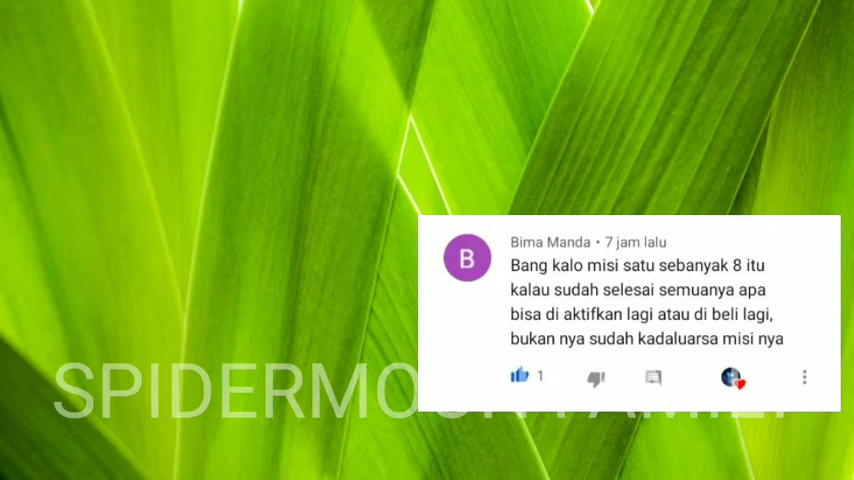 Bima Manda • 7 jam lalu
B
Bang kalo misi satu sebanyak 8 itu
kalau sudah selesai semuanya apa
bisa di aktifkan lagi atau di beli lagi,
bukan nya sudah kadaluarsa misi nya
1